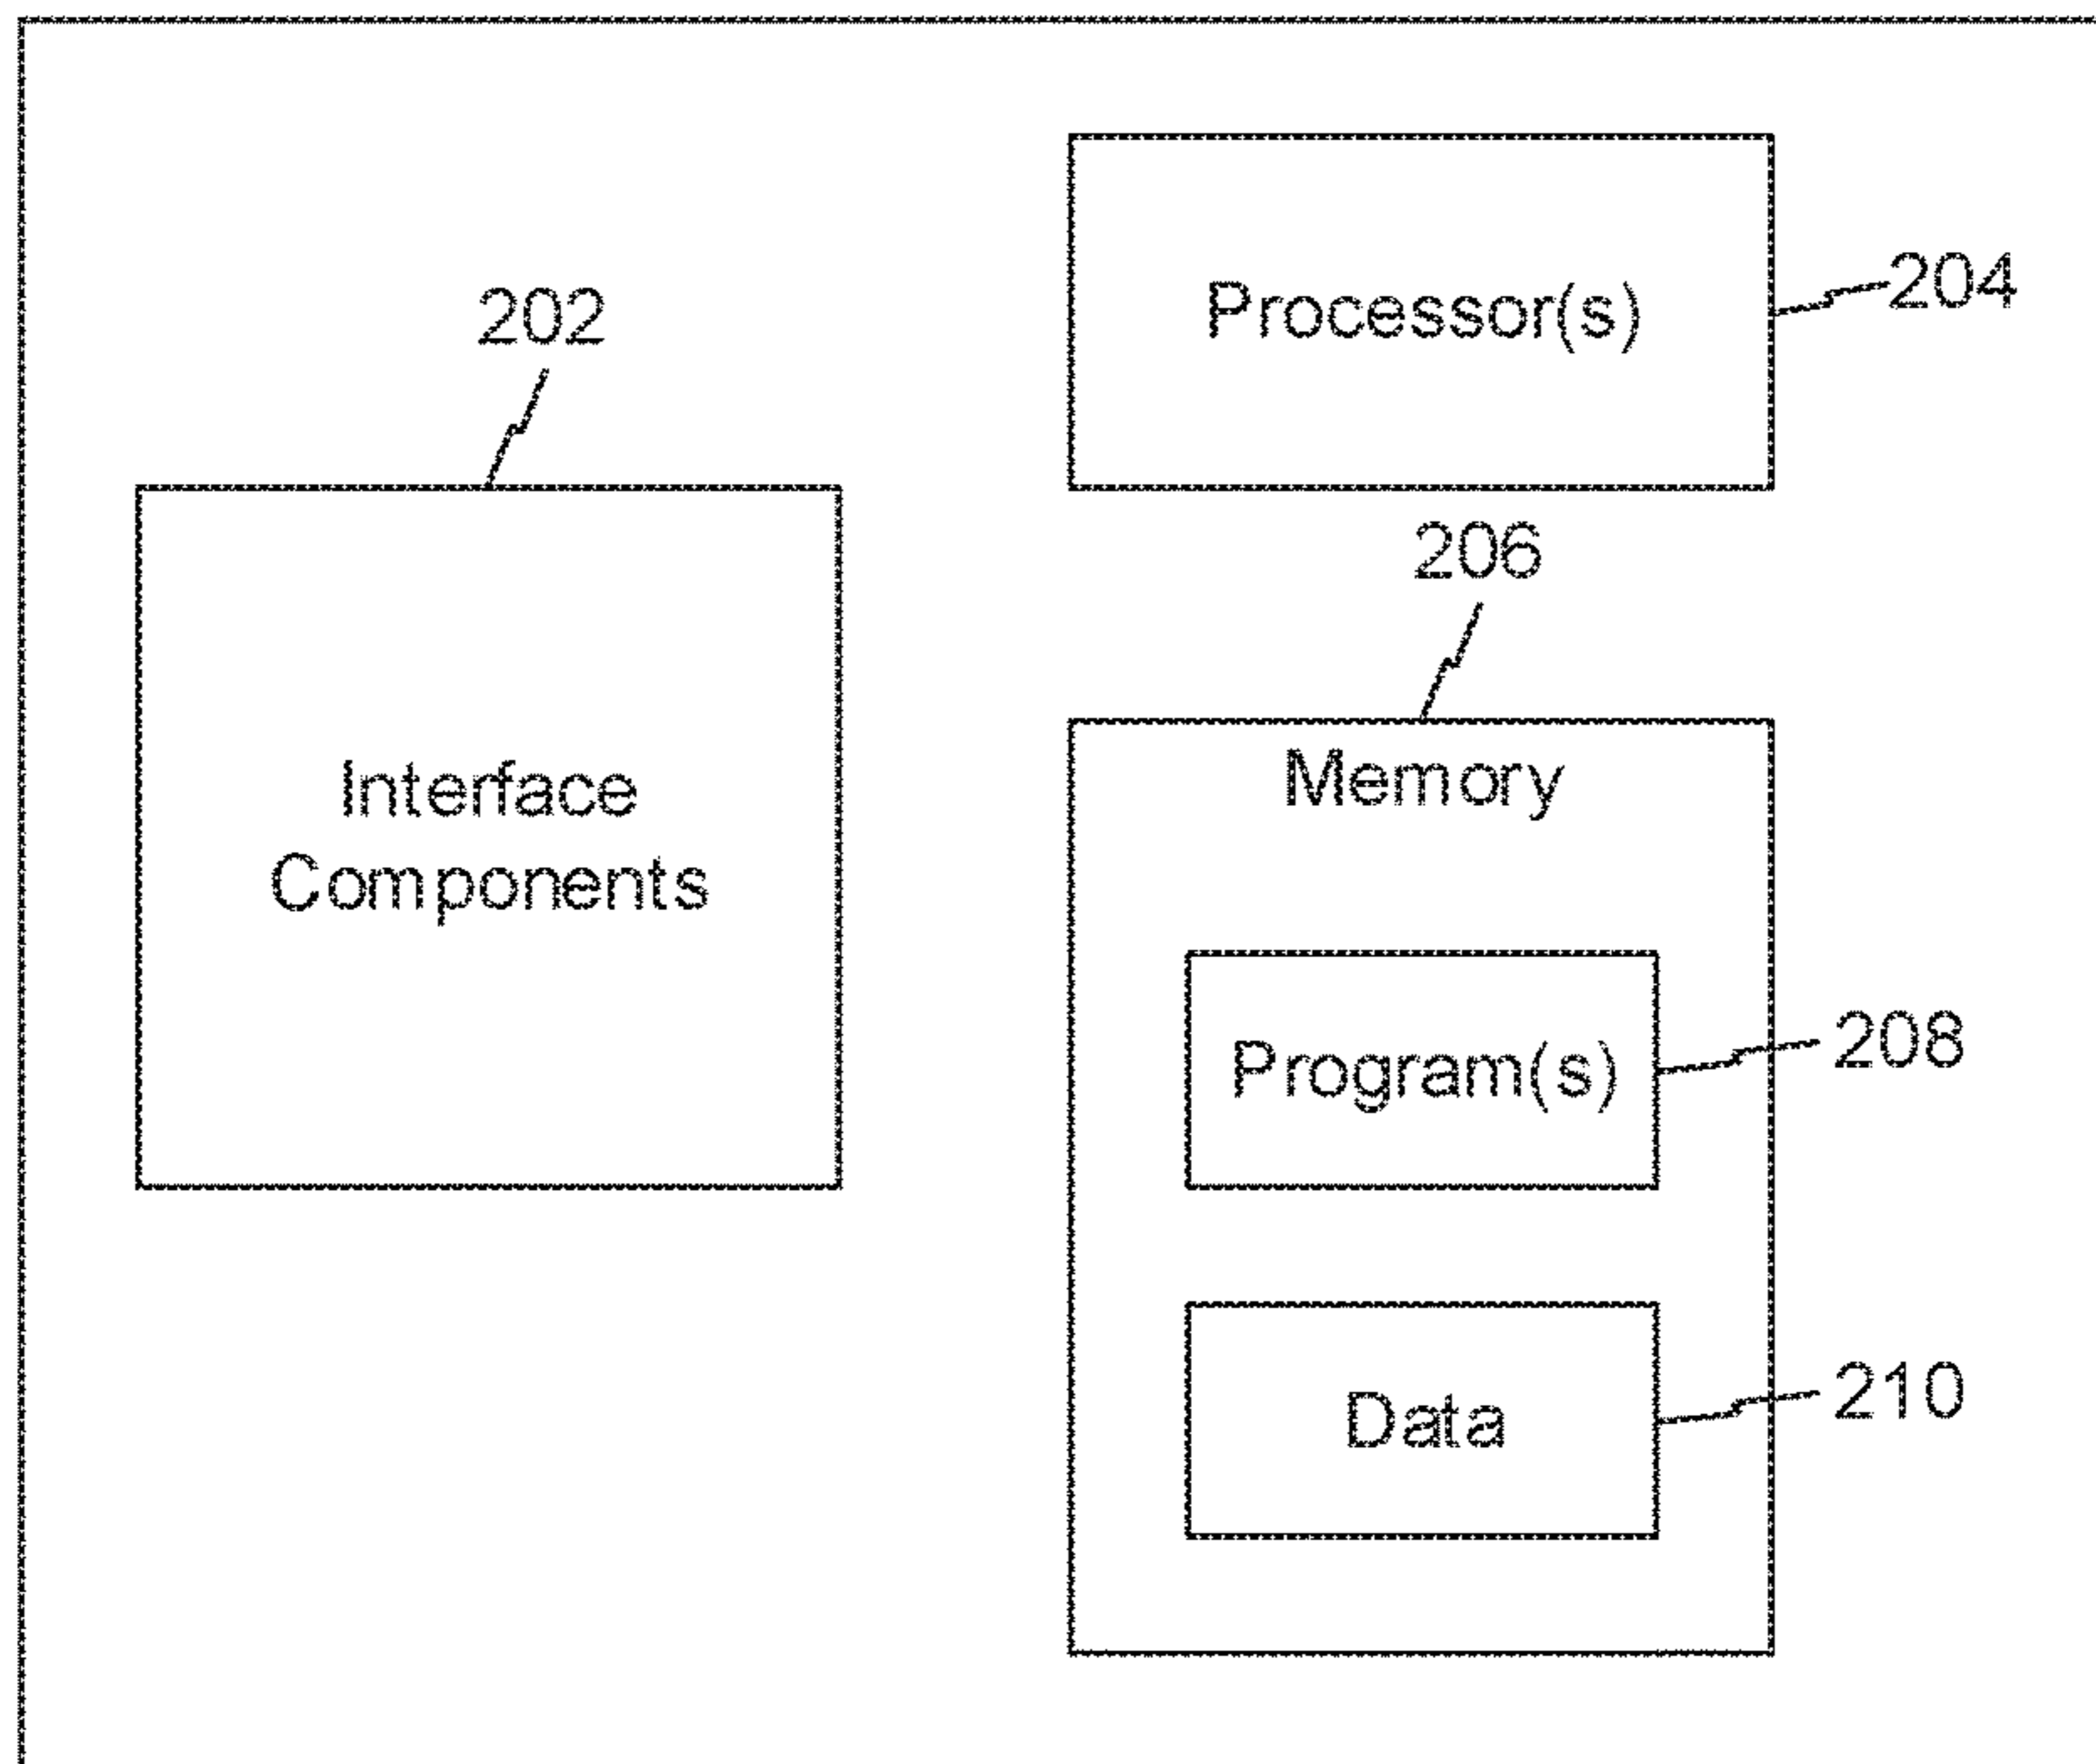 202
Interface
Components
Processor(s)
204
206
Memory
Program(s)
208
Data
210